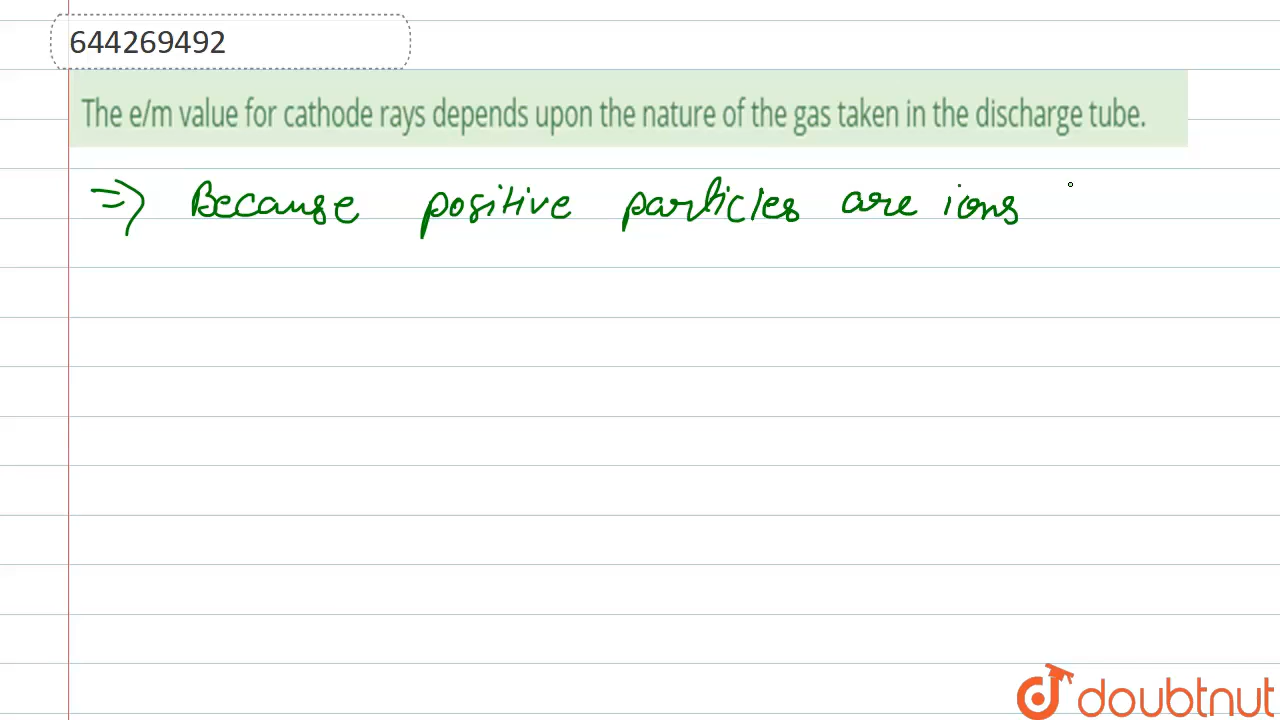 644269492
The e/m value for cathode rays depends upon the nature of the gas taken in the discharge tube.
⇒ Because positive particles are ions
doubtnut